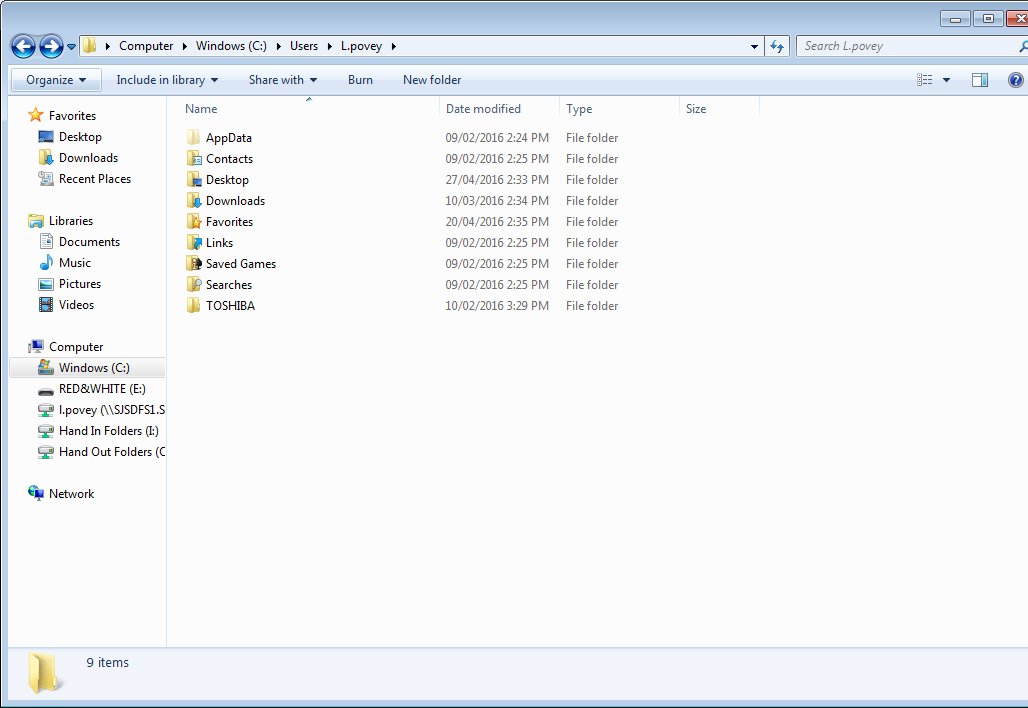 Computer Windows (C:) Users L.povey
Search L.povey
Organize Include in library Share with Burn New folder
Favorites
Desktop
Downloads
Recent Places
Libraries
Documents
Music
Pictures
Videos
Computer
Windows (C:)
RED&WHITE (E:)
l.povey (\\SJSDFS1.S
Hand In Folders (I:)
Hand Out Folders (C
Network
Name Date modified Type Size
AppData 09/02/2016 2:24 PM File folder
Contacts 09/02/2016 2:25 PM File folder
Desktop 27/04/2016 2:33 PM File folder
Downloads 10/03/2016 2:34 PM File folder
Favorites 20/04/2016 2:35 PM File folder
Links 09/02/2016 2:25 PM File folder
Saved Games 09/02/2016 2:25 PM File folder
Searches 09/02/2016 2:25 PM File folder
TOSHIBA 10/02/2016 3:29 PM File folder
9 items